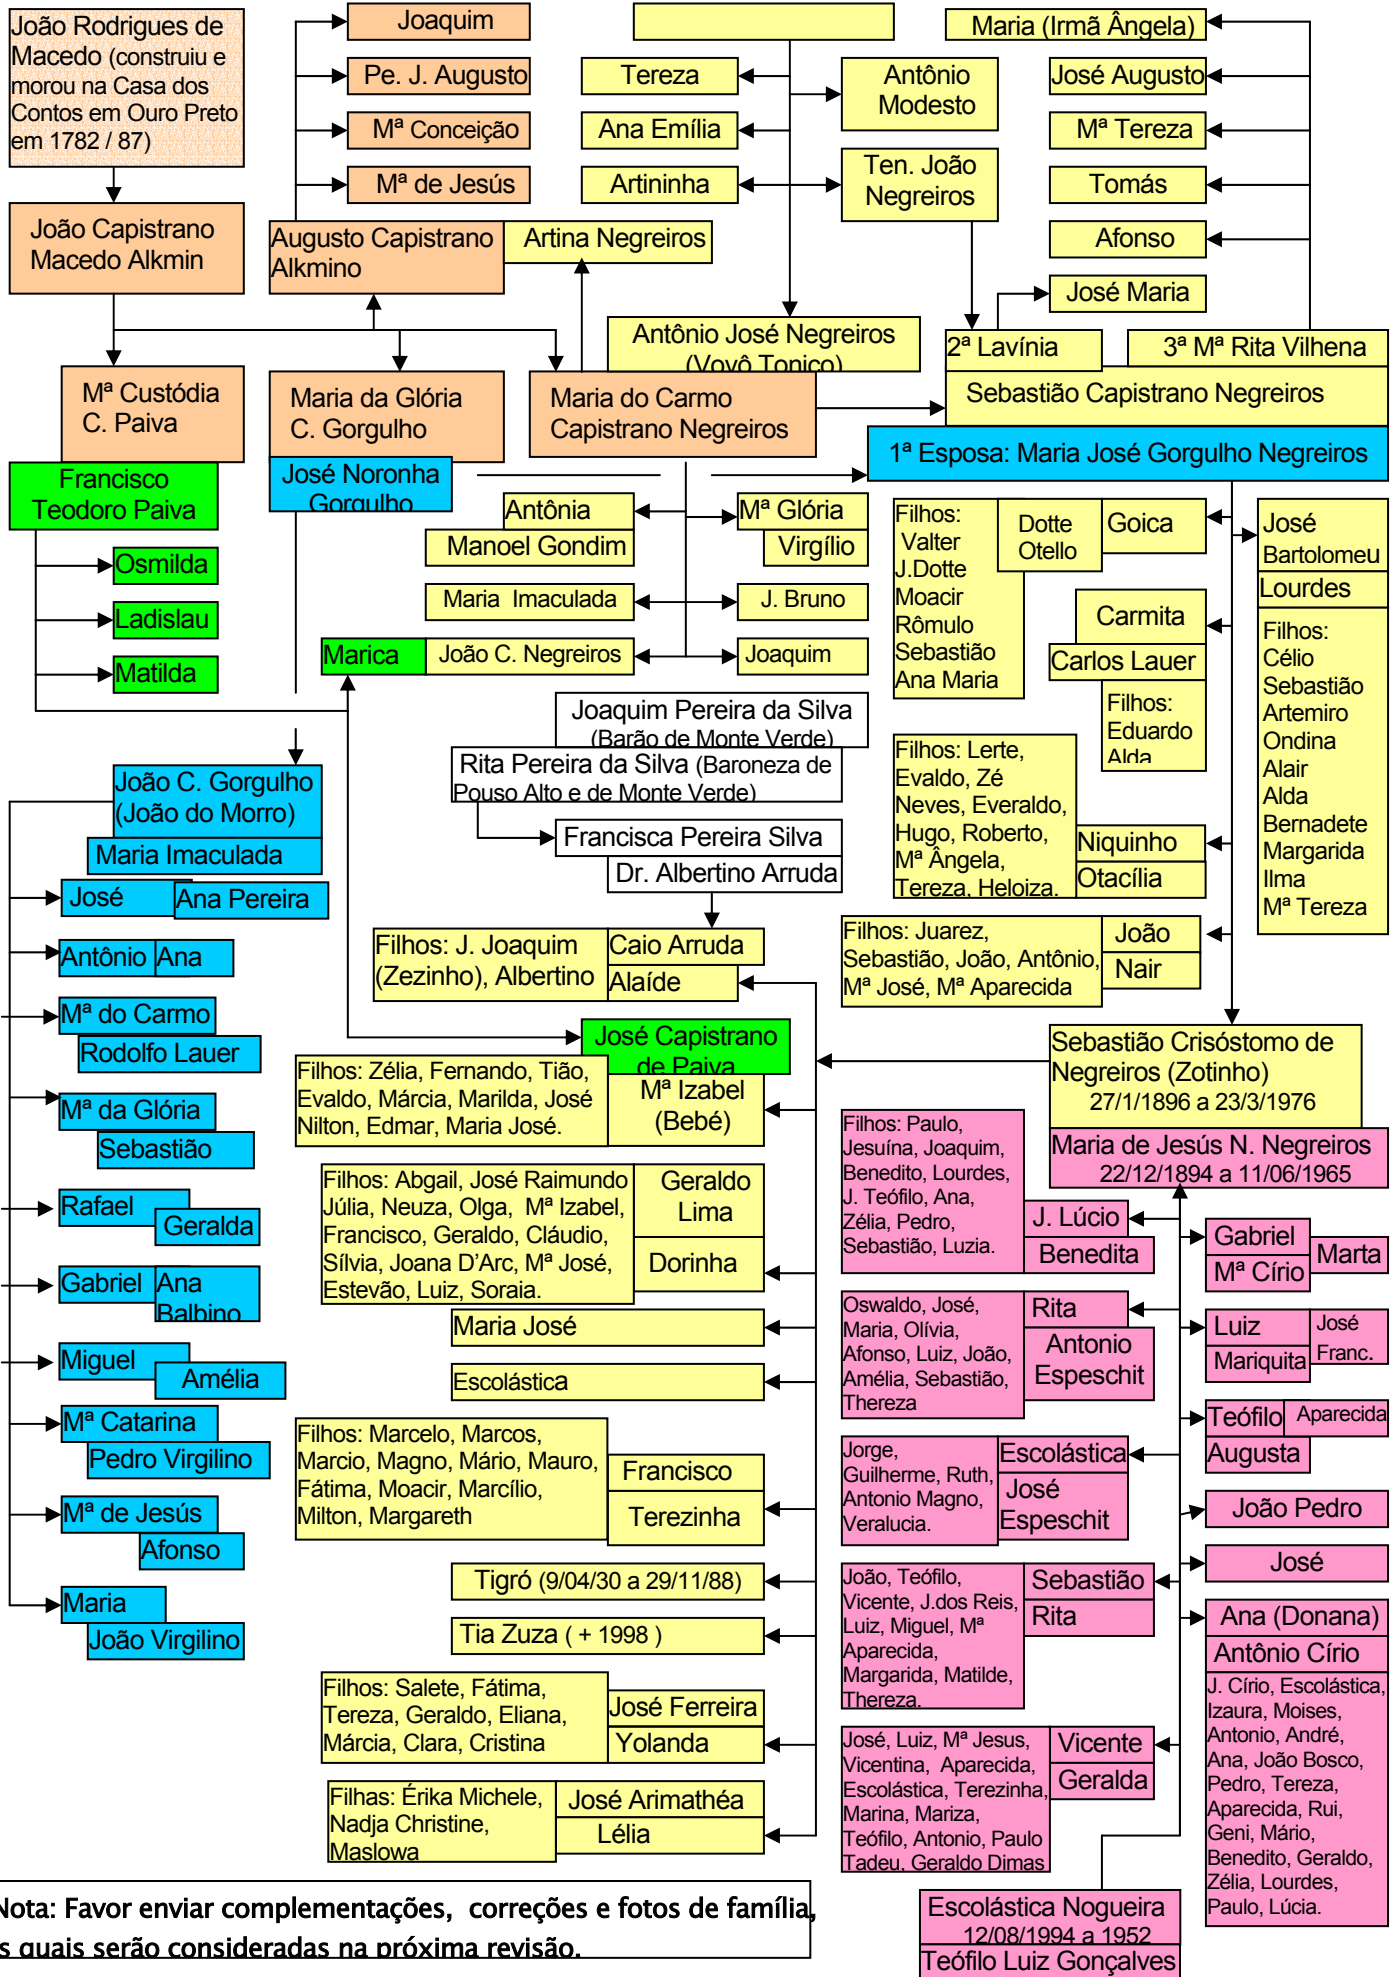 João Rodrigues de
Macedo (construiu e
morou na Casa dos
Contos em Ouro Preto
em 1782 / 87)
João Capistrano
Macedo Alkmin
Joaquim
Pe. J. Augusto
Mª Conceição
Mª de Jesús
Augusto Capistrano
Alkmino
Artina Negreiros
Tereza
Ana Emília
Artininha
Antônio
Modesto
Ten. João
Negreiros
Maria (Irmã Ângela)
José Augusto
Mª Tereza
Tomás
Afonso
José Maria
Antônio José Negreiros
(Vovô Tonico)
2ª Lavínia
3ª Mª Rita Vilhena
Sebastião Capistrano Negreiros
1ª Esposa: Maria José Gorgulho Negreiros
Mª Custódia
C. Paiva
Francisco
Teodoro Paiva
Maria da Glória
C. Gorgulho
José Noronha
Gorgulho
Maria do Carmo
Capistrano Negreiros
Osmilda
Ladislau
Matilda
Antônia
Manoel Gondim
Maria Imaculada
Marica
João C. Negreiros
Mª Glória
Virgílio
J. Bruno
Joaquim
Filhos:
Valter
J.Dotte
Moacir
Rômulo
Sebastião
Ana Maria
Dotte
Otello
Goica
Carmita
Carlos Lauer
Filhos:
Eduardo
Alda
José
Bartolomeu
Lourdes
Filhos:
Célio
Sebastião
Artemiro
Ondina
Alair
Alda
Bernadete
Margarida
Ilma
Mª Tereza
Joaquim Pereira da Silva
(Barão de Monte Verde)
Rita Pereira da Silva (Baroneza de
Pouso Alto e de Monte Verde)
Francisca Pereira Silva
Dr. Albertino Arruda
Filhos: Lerte,
Evaldo, Zé
Neves, Everaldo,
Hugo, Roberto,
Mª Ângela,
Tereza, Heloiza.
Niquinho
Otacília
Filhos: Juarez,
Sebastião, João, Antônio,
Mª José, Mª Aparecida
João
Nair
João C. Gorgulho
(João do Morro)
Maria Imaculada
José
Ana Pereira
Antônio
Ana
Mª do Carmo
Rodolfo Lauer
Mª da Glória
Sebastião
Rafael
Geralda
Gabriel
Ana
Balbino
Miguel
Amélia
Mª Catarina
Pedro Virgilino
Mª de Jesús
Afonso
Maria
João Virgilino
Filhos: J. Joaquim
(Zezinho), Albertino
Caio Arruda
Alaíde
José Capistrano
de Paiva
Filhos: Zélia, Fernando, Tião,
Evaldo, Márcia, Marilda, José
Nilton, Edmar, Maria José.
Mª Izabel
(Bebé)
Filhos: Abgail, José Raimundo
Júlia, Neuza, Olga, Mª Izabel,
Francisco, Geraldo, Cláudio,
Sílvia, Joana D'Arc, Mª José,
Estevão, Luiz, Soraia.
Geraldo
Lima
Dorinha
Maria José
Escolástica
Filhos: Marcelo, Marcos,
Marcio, Magno, Mário, Mauro,
Fátima, Moacir, Marcílio,
Milton, Margareth
Francisco
Terezinha
Tigró (9/04/30 a 29/11/88)
Tia Zuza ( + 1998 )
Filhos: Salete, Fátima,
Tereza, Geraldo, Eliana,
Márcia, Clara, Cristina
José Ferreira
Yolanda
Filhas: Érika Michele,
Nadja Christine,
Maslowa
José Arimathéa
Lélia
Sebastião Crisóstomo de
Negreiros (Zotinho)
27/1/1896 a 23/3/1976
Maria de Jesús N. Negreiros
22/12/1894 a 11/06/1965
Filhos: Paulo,
Jesuína, Joaquim,
Benedito, Lourdes,
J. Teófilo, Ana,
Zélia, Pedro,
Sebastião, Luzia.
J. Lúcio
Benedita
Oswaldo, José,
Maria, Olívia,
Afonso, Luiz, João,
Amélia, Sebastião,
Thereza
Rita
Antonio
Espeschit
Jorge,
Guilherme, Ruth,
Antonio Magno,
Veralucia.
Escolástica
José
Espeschit
João, Teófilo,
Vicente, J.dos Reis,
Luiz, Miguel, Mª
Aparecida,
Margarida, Matilde,
Thereza.
Sebastião
Rita
José, Luiz, Mª Jesus,
Vicentina, Aparecida,
Escolástica, Terezinha,
Marina, Mariza,
Teófilo, Antonio, Paulo
Tadeu, Geraldo Dimas
Vicente
Geralda
Gabriel
Mª Círio
Marta
Luiz
Mariquita
José
Franc.
Teófilo
Aparecida
Augusta
João Pedro
José
Ana (Donana)
Antônio Círio
J. Círio, Escolástica,
Izaura, Moises,
Antonio, André,
Ana, João Bosco,
Pedro, Tereza,
Aparecida, Rui,
Geni, Mário,
Benedito, Geraldo,
Zélia, Lourdes,
Paulo, Lúcia.
Escolástica Nogueira
12/08/1994 a 1952
Teófilo Luiz Gonçalves
Nota: Favor enviar complementações, correções e fotos de família,
s quais serão consideradas na próxima revisão.